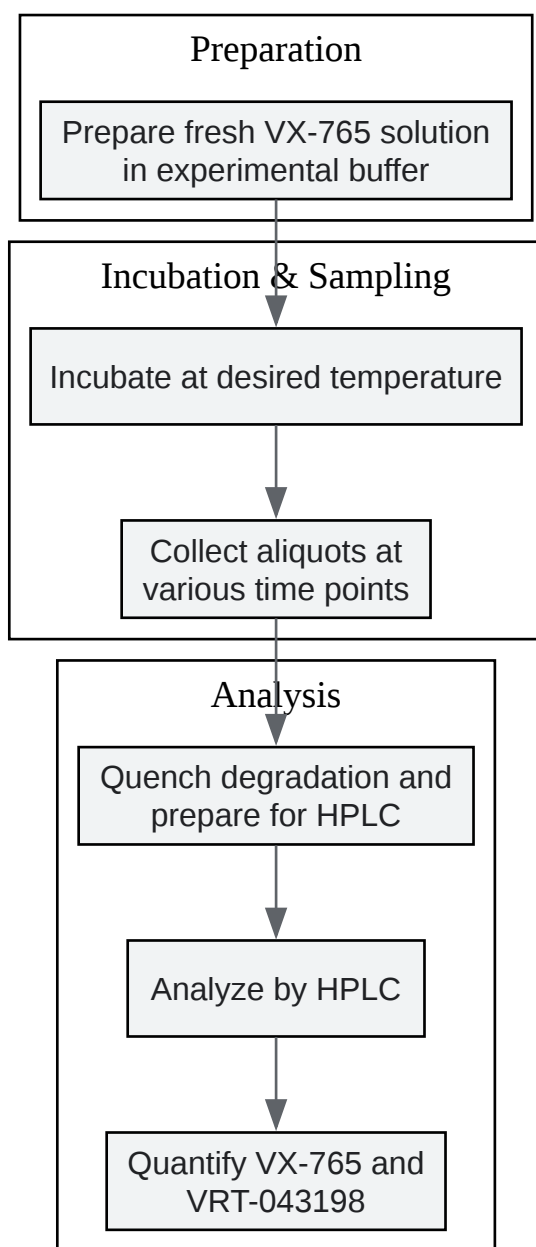 Preparation
Prepare fresh VX-765 solution
in experimental buffer
Incubation & Sampling
Incubate at desired temperature
Collect aliquots at
various time points
Analysis
Quench degradation and
prepare for HPLC
Analyze by HPLC
Quantify VX-765 and
VRT-043198